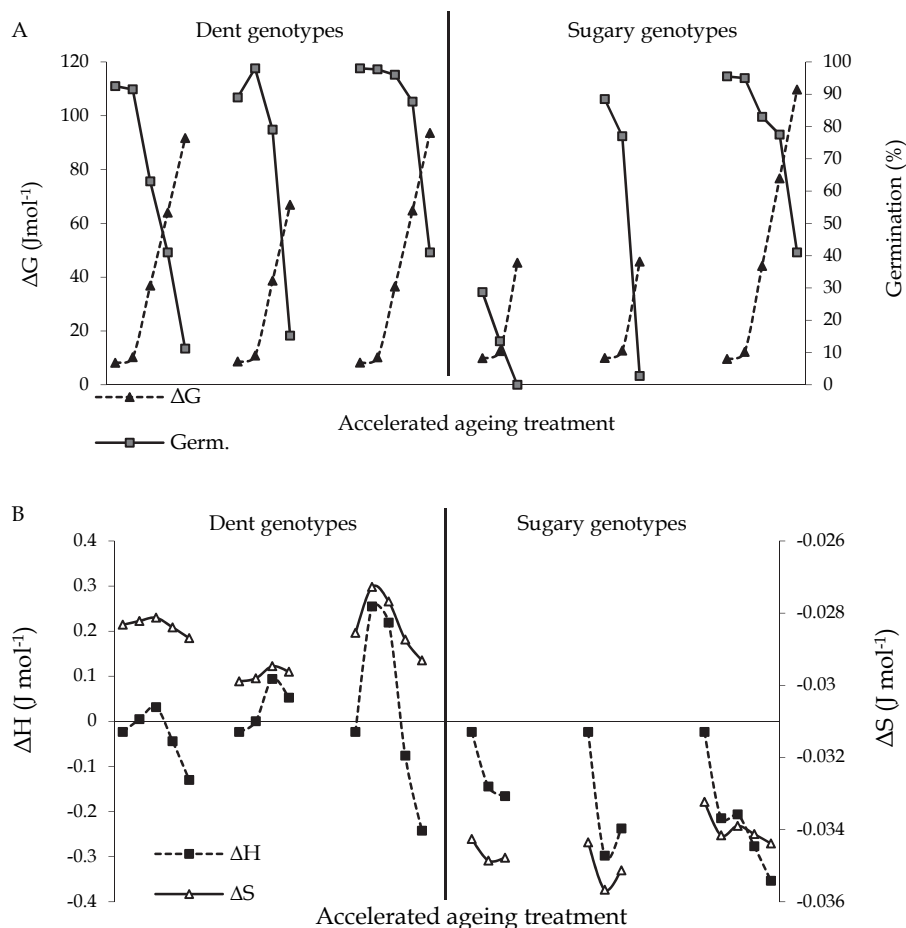 A
Dent genotypes
Sugary genotypes
120
100
80
60
40
20
0
ΔG (Jmol-1)
100
90
80
70
60
50
40
30
20
10
0
Germination (%)
ΔG
Germ.
Accelerated ageing treatment
B
Dent genotypes
Sugary genotypes
0.4
0.3
0.2
0.1
0
-0.1
-0.2
-0.3
-0.4
ΔH (J mol-1)
-0.026
-0.028
-0.03
-0.032
-0.034
-0.036
ΔS (J mol-1)
ΔH
ΔS
Accelerated ageing treatment